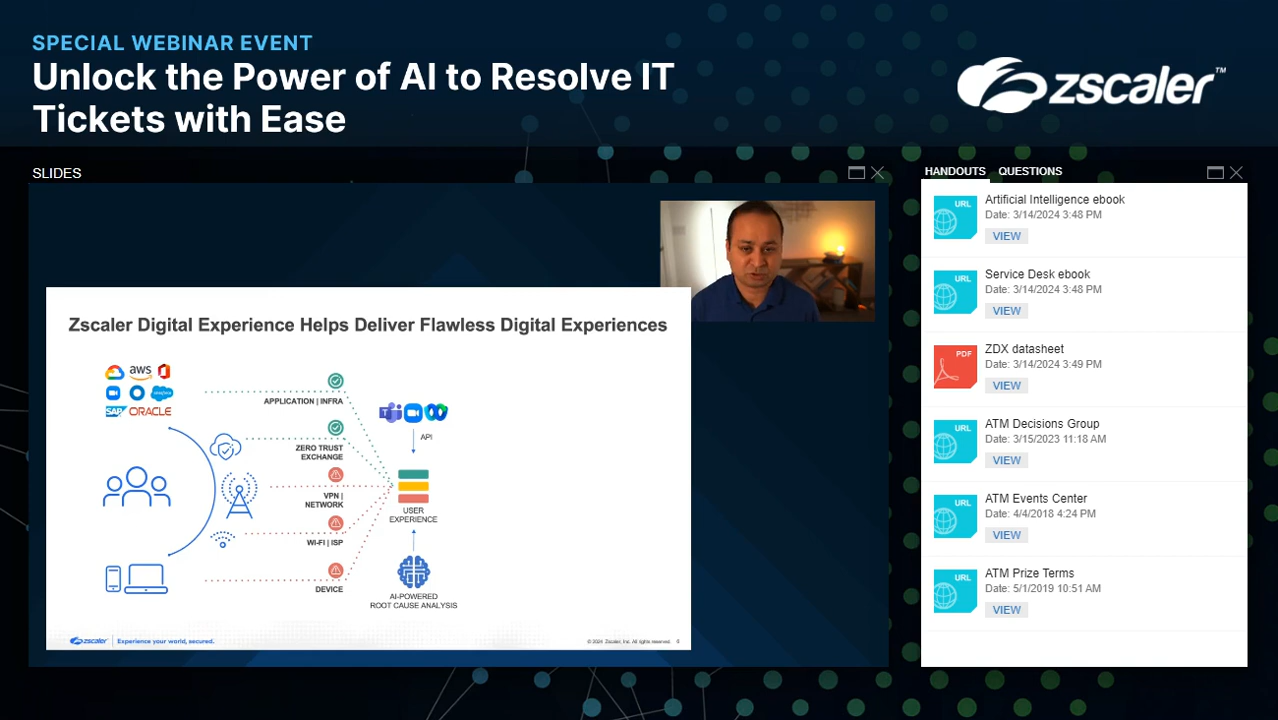 SPECIAL WEBINAR EVENT
Unlock the Power of AI to Resolve IT
Tickets with Ease
zscaler™
SLIDES
HANDOUTS QUESTIONS
Zscaler Digital Experience Helps Deliver Flawless Digital Experiences
aws
SAP ORACLE
APPLICATION | INFRA
ZERO TRUST
EXCHANGE
VPN |
NETWORK
WI-FI | ISP
DEVICE
API
USER
EXPERIENCE
AI-POWERED
ROOT CAUSE ANALYSIS
zscaler Experience your world, secured.
© 2024 Zscaler, Inc. All rights reserved. 6
URL
Artificial Intelligence ebook
Date: 3/14/2024 3:48 PM
VIEW
URL
Service Desk ebook
Date: 3/14/2024 3:48 PM
VIEW
PDF
ZDX datasheet
Date: 3/14/2024 3:49 PM
VIEW
URL
ATM Decisions Group
Date: 3/15/2023 11:18 AM
VIEW
URL
ATM Events Center
Date: 4/4/2018 4:24 PM
VIEW
URL
ATM Prize Terms
Date: 5/1/2019 10:51 AM
VIEW